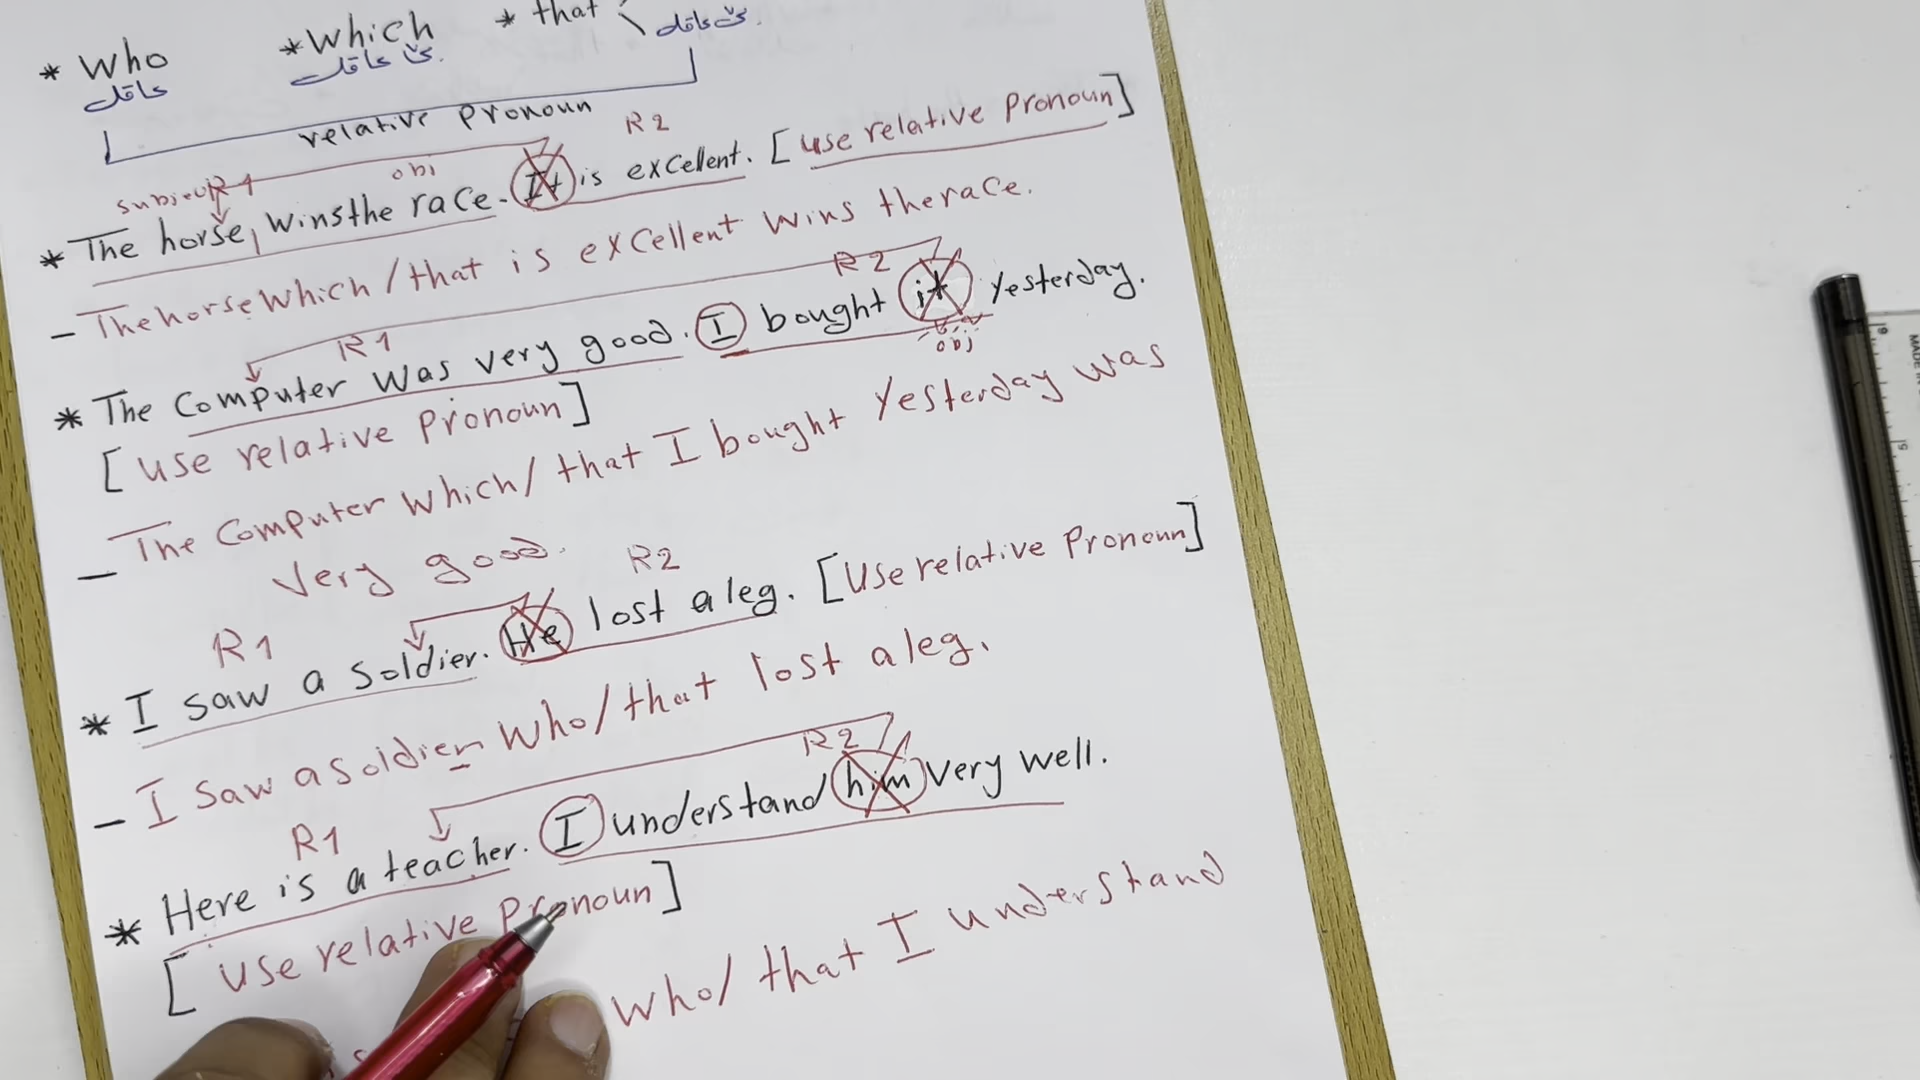 * Who * Which * that
عاقل غ عاقل غ عاقل
relative pronoun
subject R1 obj R2
* The horse, wins the race. It is excellent. [use relative pronoun]
- The horse which / that is excellent wins the race.
R1 R2
* The computer was very good. I bought it yesterday.
obj
[use relative pronoun]
- The computer which / that I bought yesterday was
very good.
R1 R2
* I saw a soldier. He lost a leg. [use relative pronoun]
- I saw a soldier who / that lost a leg.
R1 R2
* Here is a teacher. I understand him very well.
[use relative pronoun]
who / that I understand